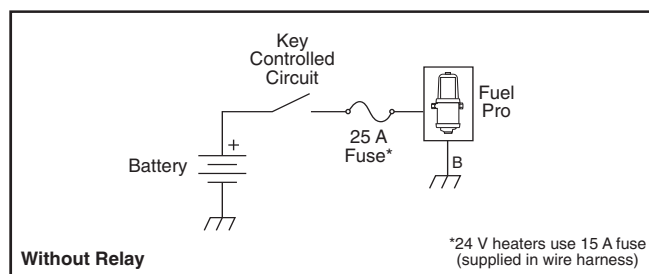 Key
Controlled
Circuit
Fuel
Pro
25 A
Fuse*
+
Battery
B
Without Relay
*24 V heaters use 15 A fuse
(supplied in wire harness)